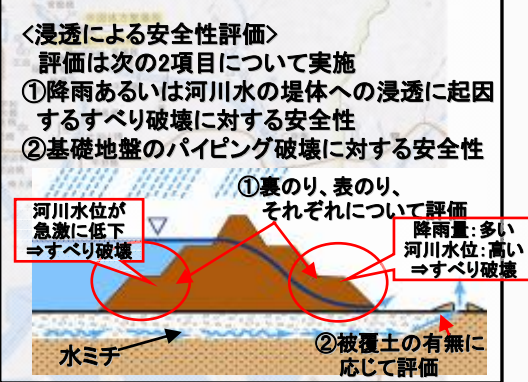 <浸透による安全性評価>
評価は次の2項目について実施
①降雨あるいは河川水の堤体への浸透に起因
するすべり破壊に対する安全性
②基礎地盤のパイピング破壊に対する安全性
①裏のり、表のり、
それぞれについて評価
河川水位が
急激に低下
⇒すべり破壊
降雨量:多い
河川水位:高い
⇒すべり破壊
水ミチ
②被覆土の有無に
応じて評価